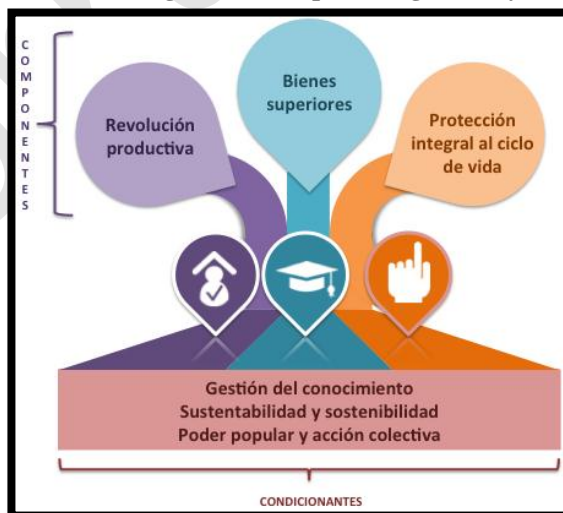 COMPONENTES
Revolución
productiva
Bienes
superiores
Protección
integral al ciclo
de vida
Gestión del conocimiento
Sustentabilidad y sostenibilidad
Poder popular y acción colectiva
CONDICIONANTES